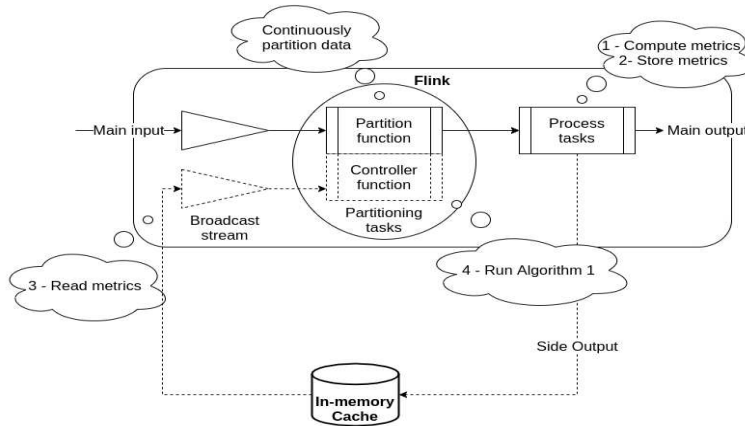 Continuously
partition data
1 - Compute metrics
2- Store metrics
Flink
Main input
Partition
function
Process
tasks
Main output
Controller
function
Broadcast
stream
Partitioning
tasks
3 - Read metrics
4 - Run Algorithm 1
Side Output
In-memory
Cache